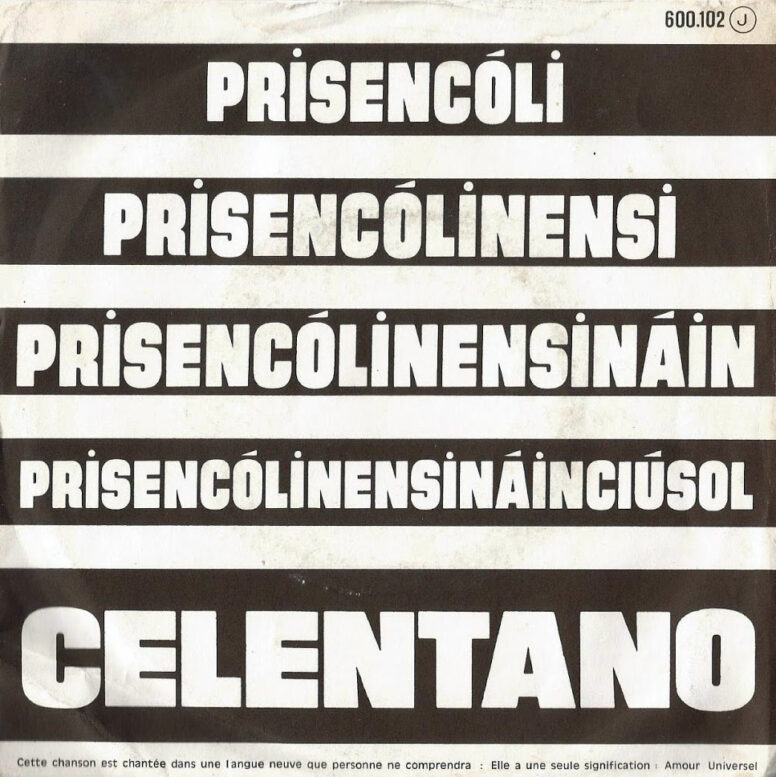 600.102 J
PRiSENCÓLi
PRiSENCÓLiNENSi
PRiSENCÓLiNENSiNÁiN
PRiSENCÓLiNENSiNÁiNCiÚSOL
CELENTANO
Cette chanson est chantée dans une langue neuve que personne ne comprendra : Elle a une seule signification : Amour Universel